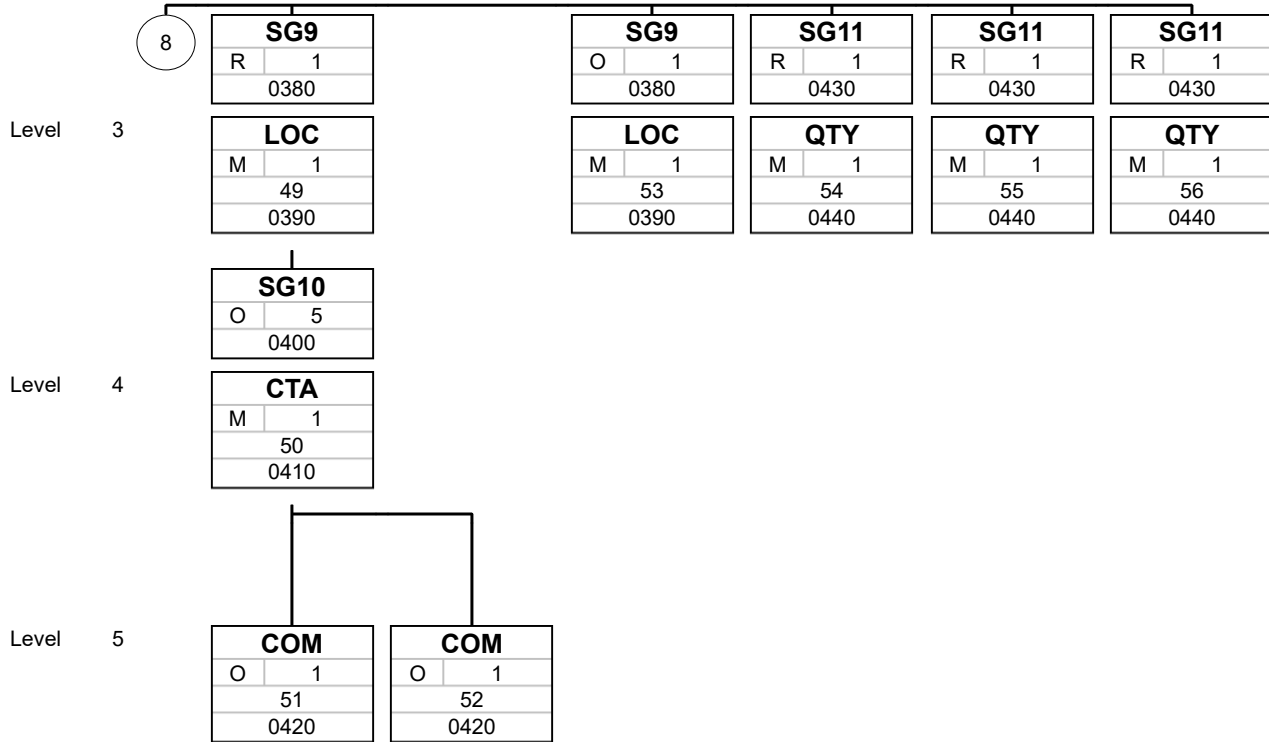 8
SG9 SG9 SG11 SG11 SG11
R 1 O 1 R 1 R 1 R 1
0380 0380 0430 0430 0430
Level 3 LOC LOC QTY QTY QTY
M 1 M 1 M 1 M 1 M 1
49 53 54 55 56
0390 0390 0440 0440 0440
SG10
O 5
0400
Level 4 CTA
M 1
50
0410
Level 5 COM COM
O 1 O 1
51 52
0420 0420